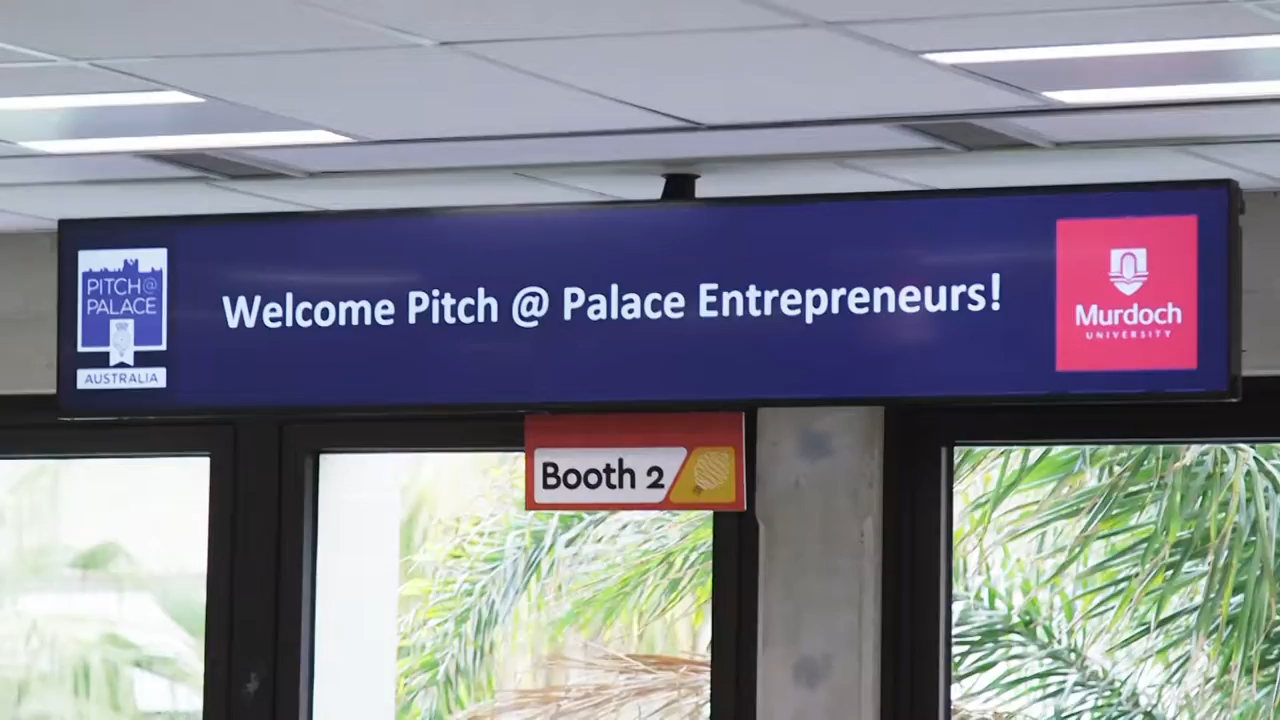 PITCH@
PALACE
AUSTRALIA
Welcome Pitch @ Palace Entrepreneurs!
Murdoch
UNIVERSITY
Booth 2